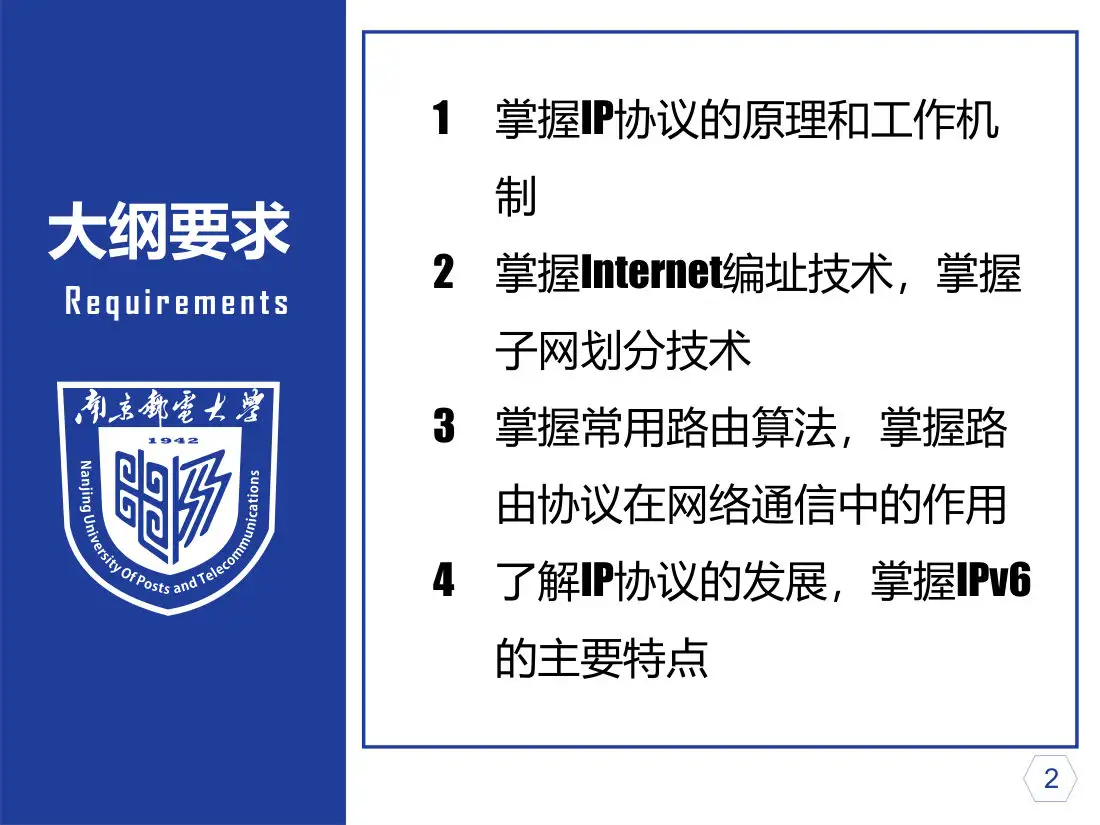 大纲要求
Requirements
南京邮电大学
1942
Nanjing University Of Posts and Telecommunications
1 掌握IP协议的原理和工作机
制
2 掌握Internet编址技术，掌握
子网划分技术
3 掌握常用路由算法，掌握路
由协议在网络通信中的作用
4 了解IP协议的发展，掌握IPv6
的主要特点
2